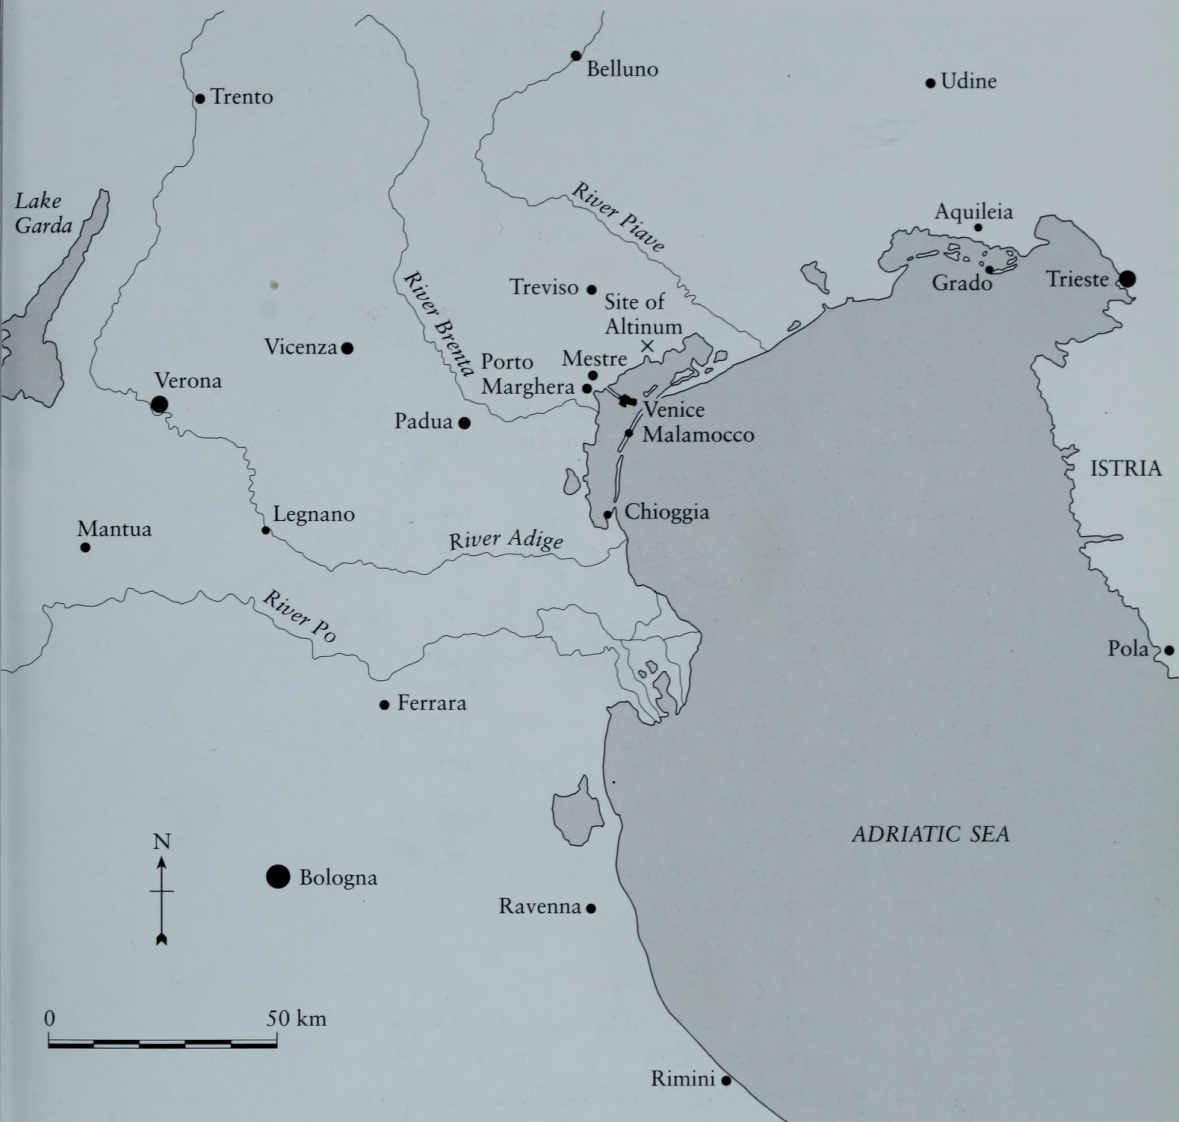 Belluno
Udine
Trento
Lake
Garda
River Piave
Aquileia
Grado
Trieste
Treviso
Site of
Altinum
River Brenta
Vicenza
Porto
Marghera
Mestre
Verona
Padua
Venice
Malamocco
ISTRIA
Legnano
Chioggia
Mantua
River Adige
River Po
Pola
Ferrara
ADRIATIC SEA
N
Bologna
Ravenna
0 50 km
Rimini